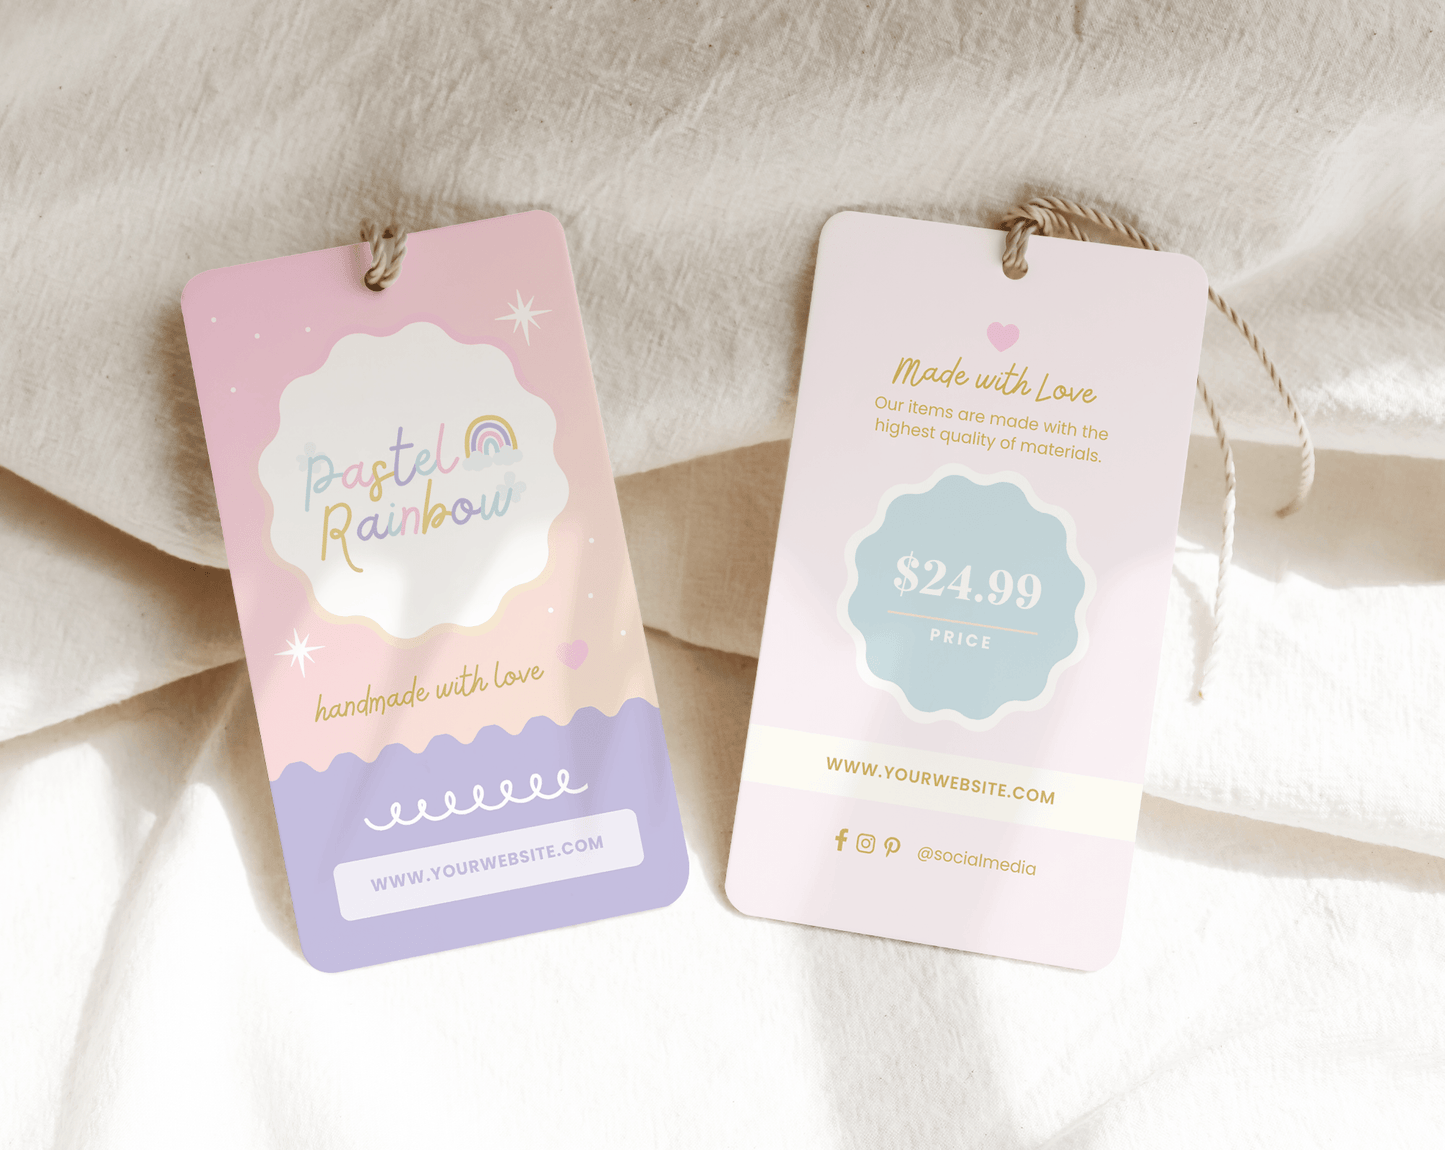 Pastel
Rainbow
handmade with love
WWW.YOURWEBSITE.COM
Made with Love
Our items are made with the
highest quality of materials.
$24.99
PRICE
WWW.YOURWEBSITE.COM
@socialmedia